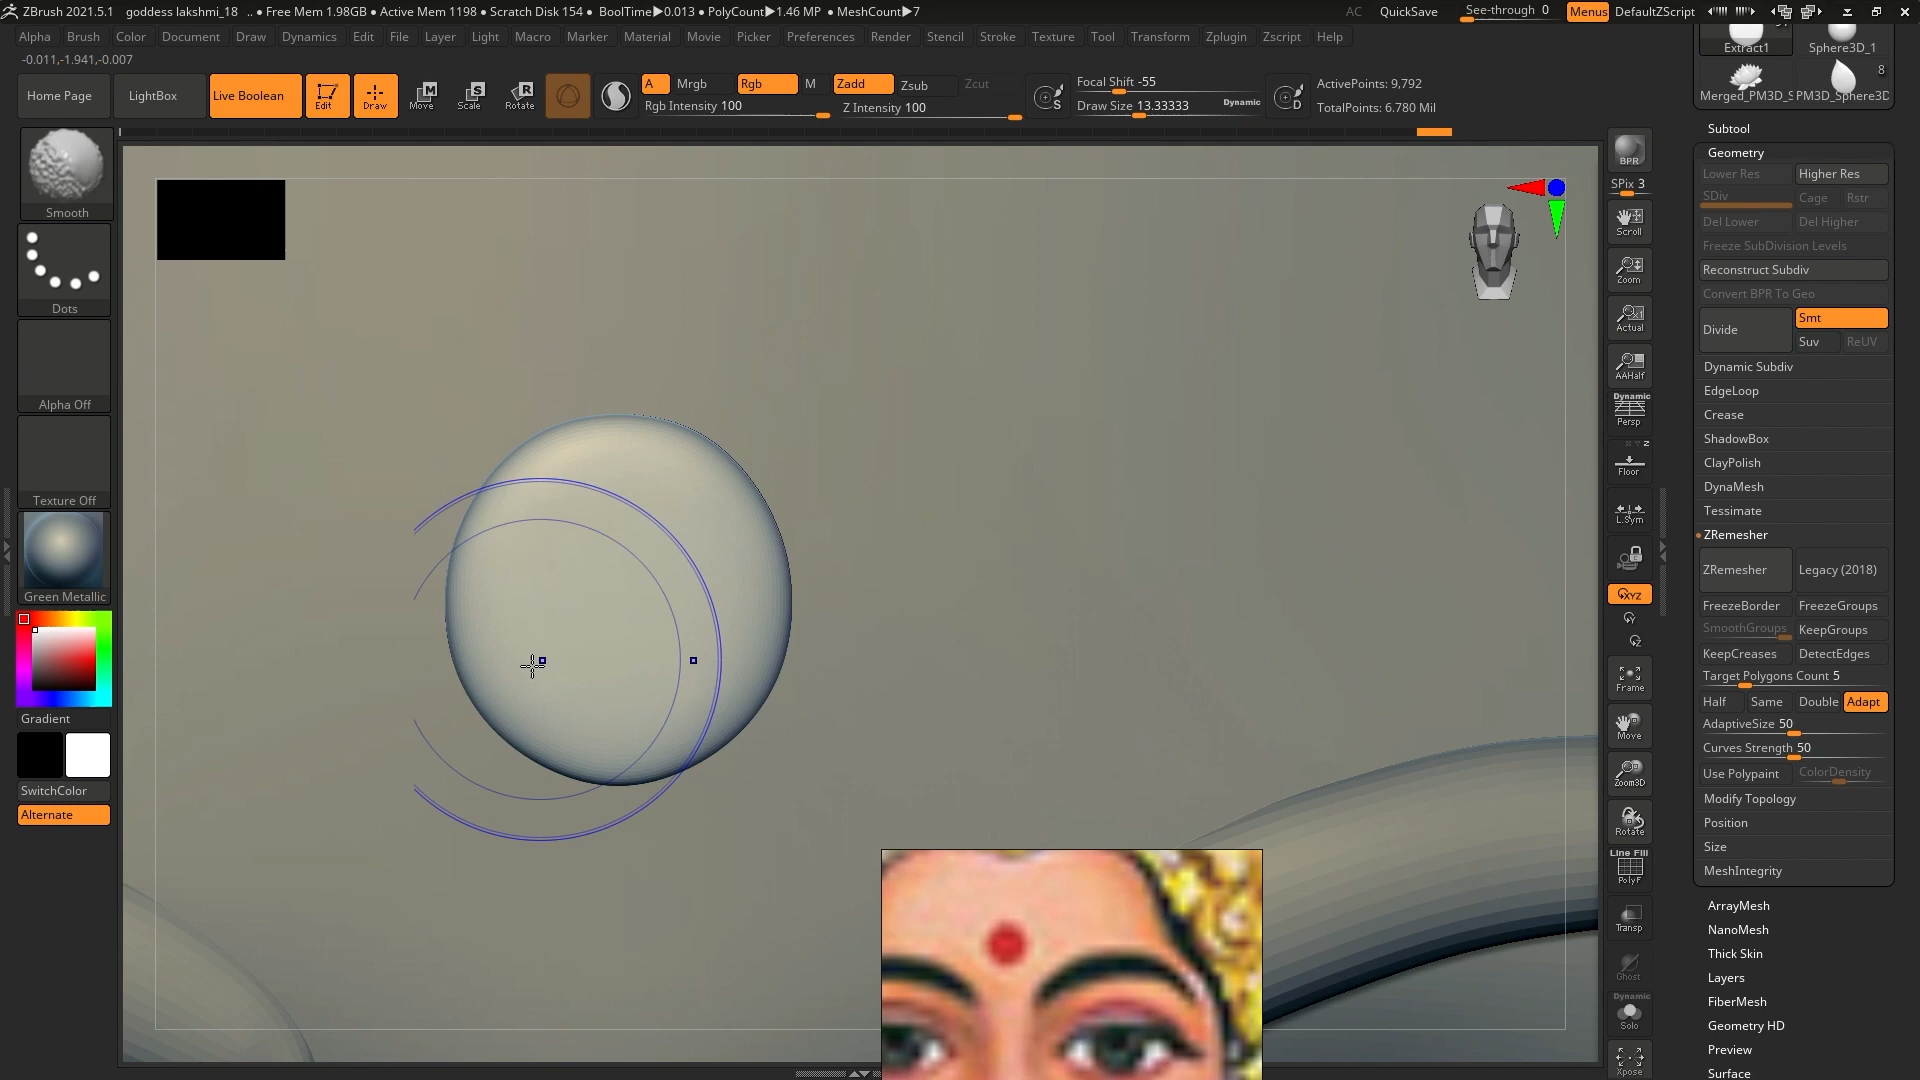 ZBrush 2021.5.1 goddess lakshmi_18 .. ● Free Mem 1.98GB ● Active Mem 1198 ● Scratch Disk 154 ● BoolTime▶0.013 ● PolyCount▶1.46 MP ● MeshCount▶7 AC QuickSave See-through 0 Menus DefaultZScript
Alpha Brush Color Document Draw Dynamics Edit File Layer Light Macro Marker Material Movie Picker Preferences Render Stencil Stroke Texture Tool Transform Zplugin Zscript Help
-0.011,-1.941,-0.007
Home Page LightBox Live Boolean Edit Draw Move Scale Rotate
A Mrgb Rgb M Zadd Zsub Zcut
Rgb Intensity 100 Z Intensity 100
Focal Shift -55
Draw Size 13.33333 Dynamic
ActivePoints: 9,792
TotalPoints: 6.780 Mil
Smooth
Dots
Alpha Off
Texture Off
Green Metallic
Gradient
SwitchColor
Alternate
BPR
SPix 3
Scroll
Zoom
Actual
AAHalf
Dynamic
Persp
Floor
L.Sym
XYZ
Frame
Move
Zoom3D
Rotate
Line Fill
PolyF
Transp
Ghost
Dynamic
Solo
Xpose
Extract1 Sphere3D_1
8
Merged_PM3D_S PM3D_Sphere3D
Subtool
Geometry
Lower Res Higher Res
SDiv Cage Rstr
Del Lower Del Higher
Freeze SubDivision Levels
Reconstruct Subdiv
Convert BPR To Geo
Divide Smt
Suv ReUV
Dynamic Subdiv
EdgeLoop
Crease
ShadowBox
ClayPolish
DynaMesh
Tessimate
ZRemesher
ZRemesher Legacy (2018)
FreezeBorder FreezeGroups
SmoothGroups KeepGroups
KeepCreases DetectEdges
Target Polygons Count 5
Half Same Double Adapt
AdaptiveSize 50
Curves Strength 50
Use Polypaint ColorDensity
Modify Topology
Position
Size
MeshIntegrity
ArrayMesh
NanoMesh
Thick Skin
Layers
FiberMesh
Geometry HD
Preview
Surface